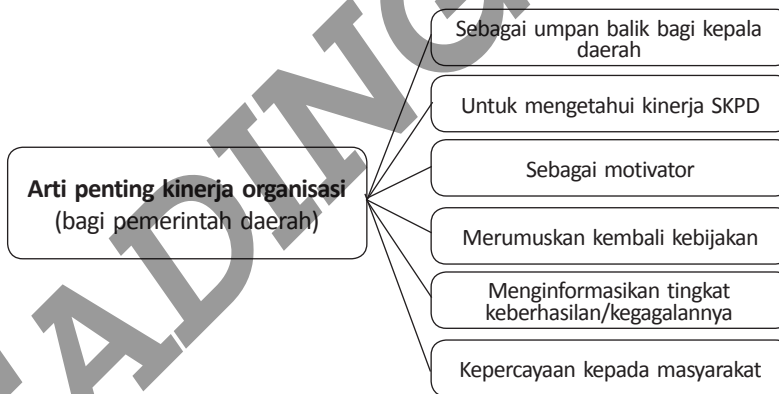 Sebagai umpan balik bagi kepala
daerah
Untuk mengetahui kinerja SKPD
Sebagai motivator
Arti penting kinerja organisasi
(bagi pemerintah daerah)
Merumuskan kembali kebijakan
Menginformasikan tingkat
keberhasilan/kegagalannya
Kepercayaan kepada masyarakat
ADING